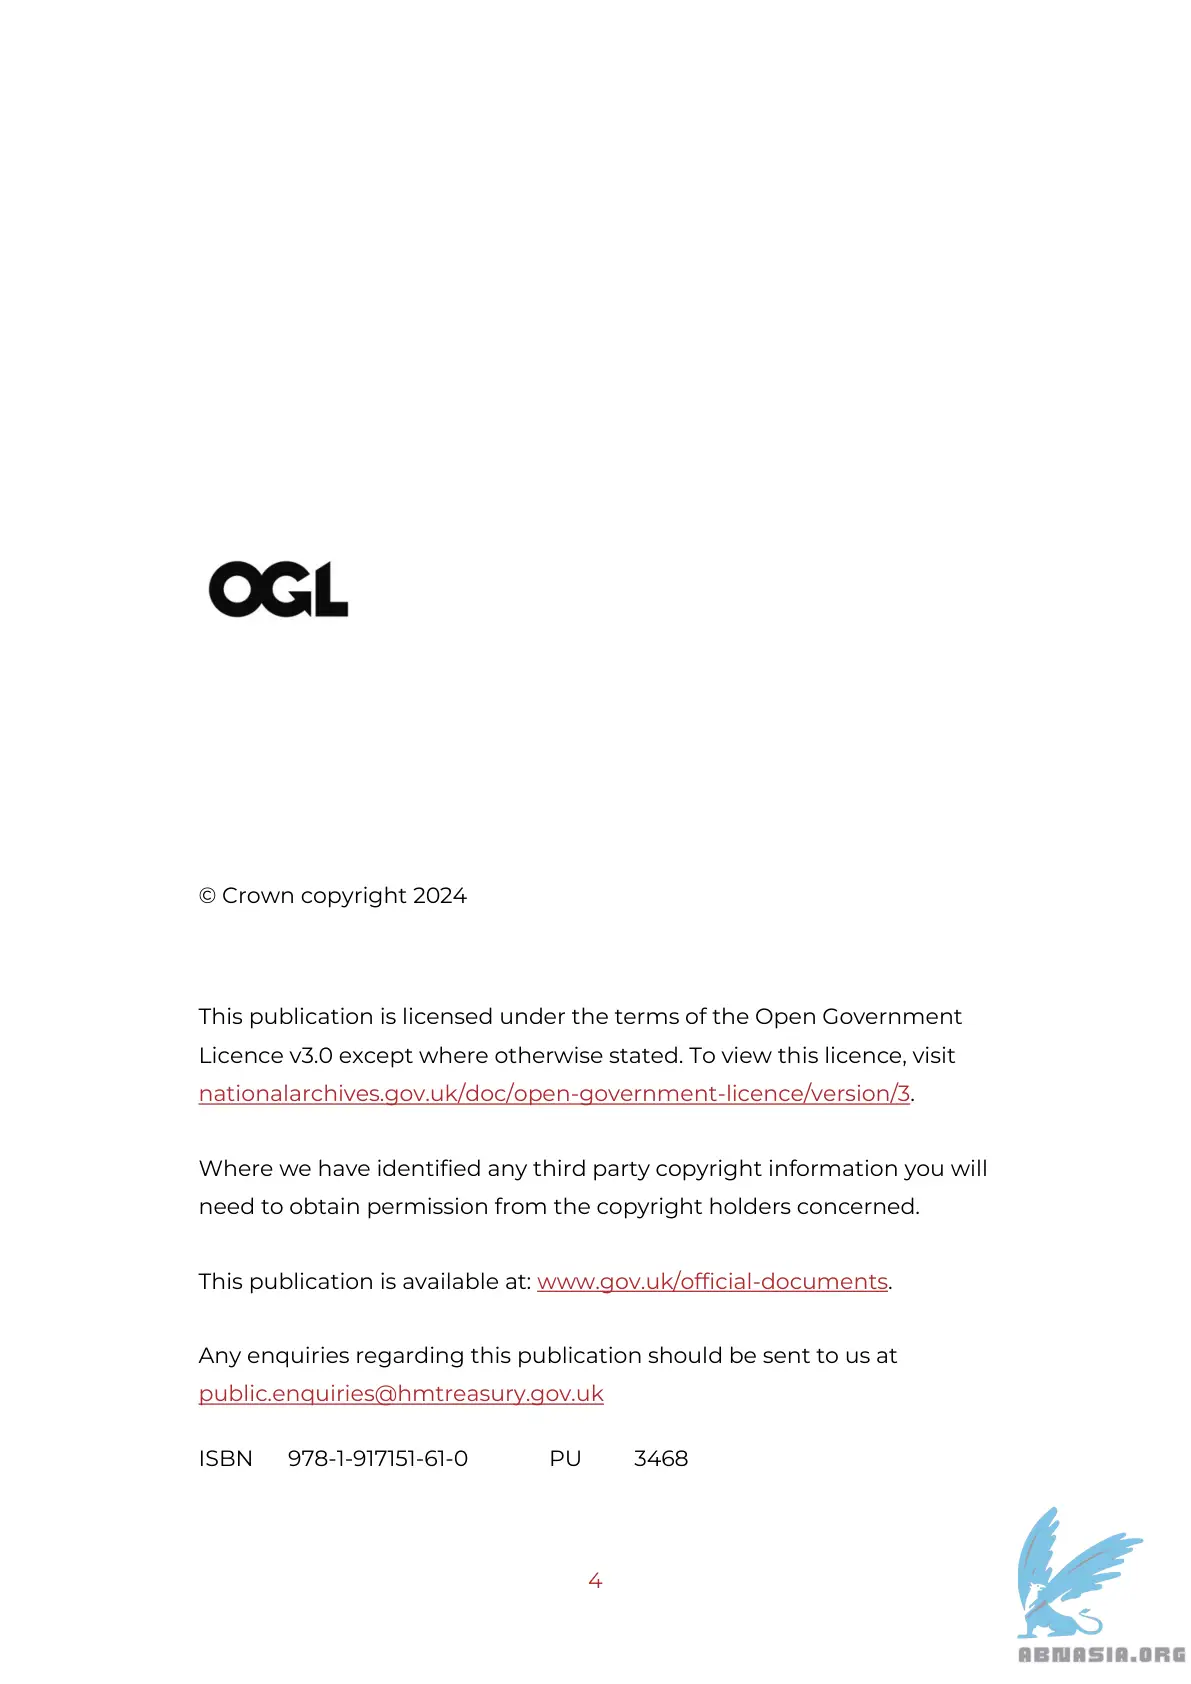 OGL
© Crown copyright 2024
This publication is licensed under the terms of the Open Government
Licence v3.0 except where otherwise stated. To view this licence, visit
nationalarchives.gov.uk/doc/open-government-licence/version/3.
Where we have identified any third party copyright information you will
need to obtain permission from the copyright holders concerned.
This publication is available at: www.gov.uk/official-documents.
Any enquiries regarding this publication should be sent to us at
public.enquiries@hmtreasury.gov.uk
ISBN 978-1-917151-61-0 PU 3468
4
ABNASIA.ORG